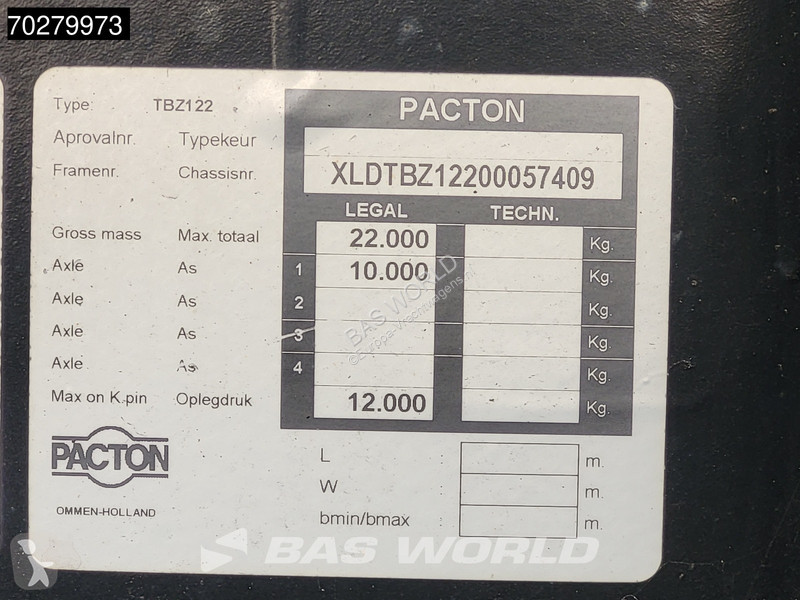 70279973
Type: TBZ122 PACTON
Aprovalnr. Typekeur
Framenr. Chassisnr. XLDTBZ12200057409
LEGAL TECHN.
Gross mass Max. totaal 22.000 Kg.
Axle As 1 10.000 Kg.
Axle As 2 Kg.
Axle As 3 Kg.
Axle As 4 Kg.
Max on K.pin Oplegdruk 12.000 Kg.
PACTON
OMMEN-HOLLAND
L m.
W m.
bmin/bmax m.
BAS WORLD
BAS WORLD